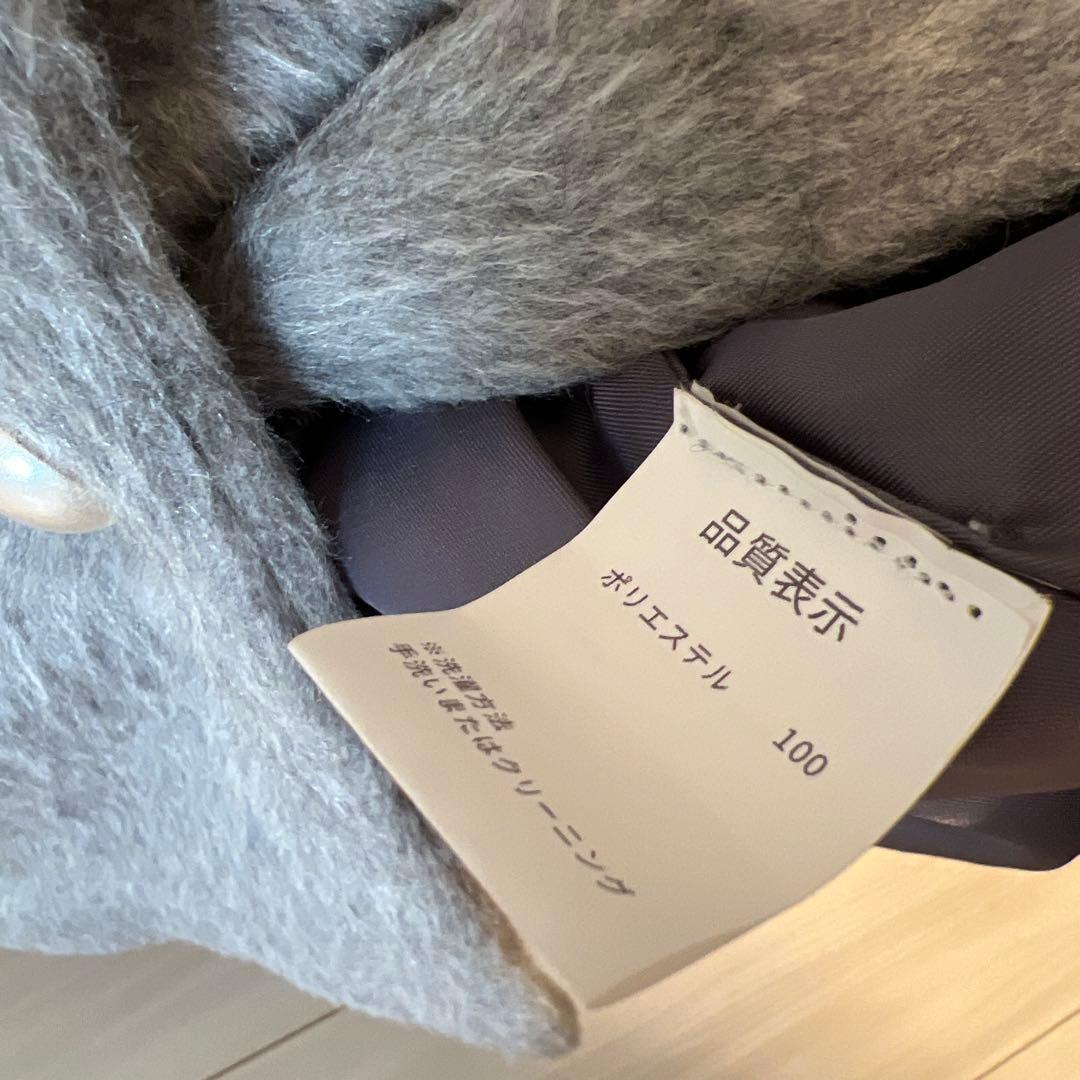 品質表示
ポリエステル 100
※洗濯方法
手洗いまたはクリーニング